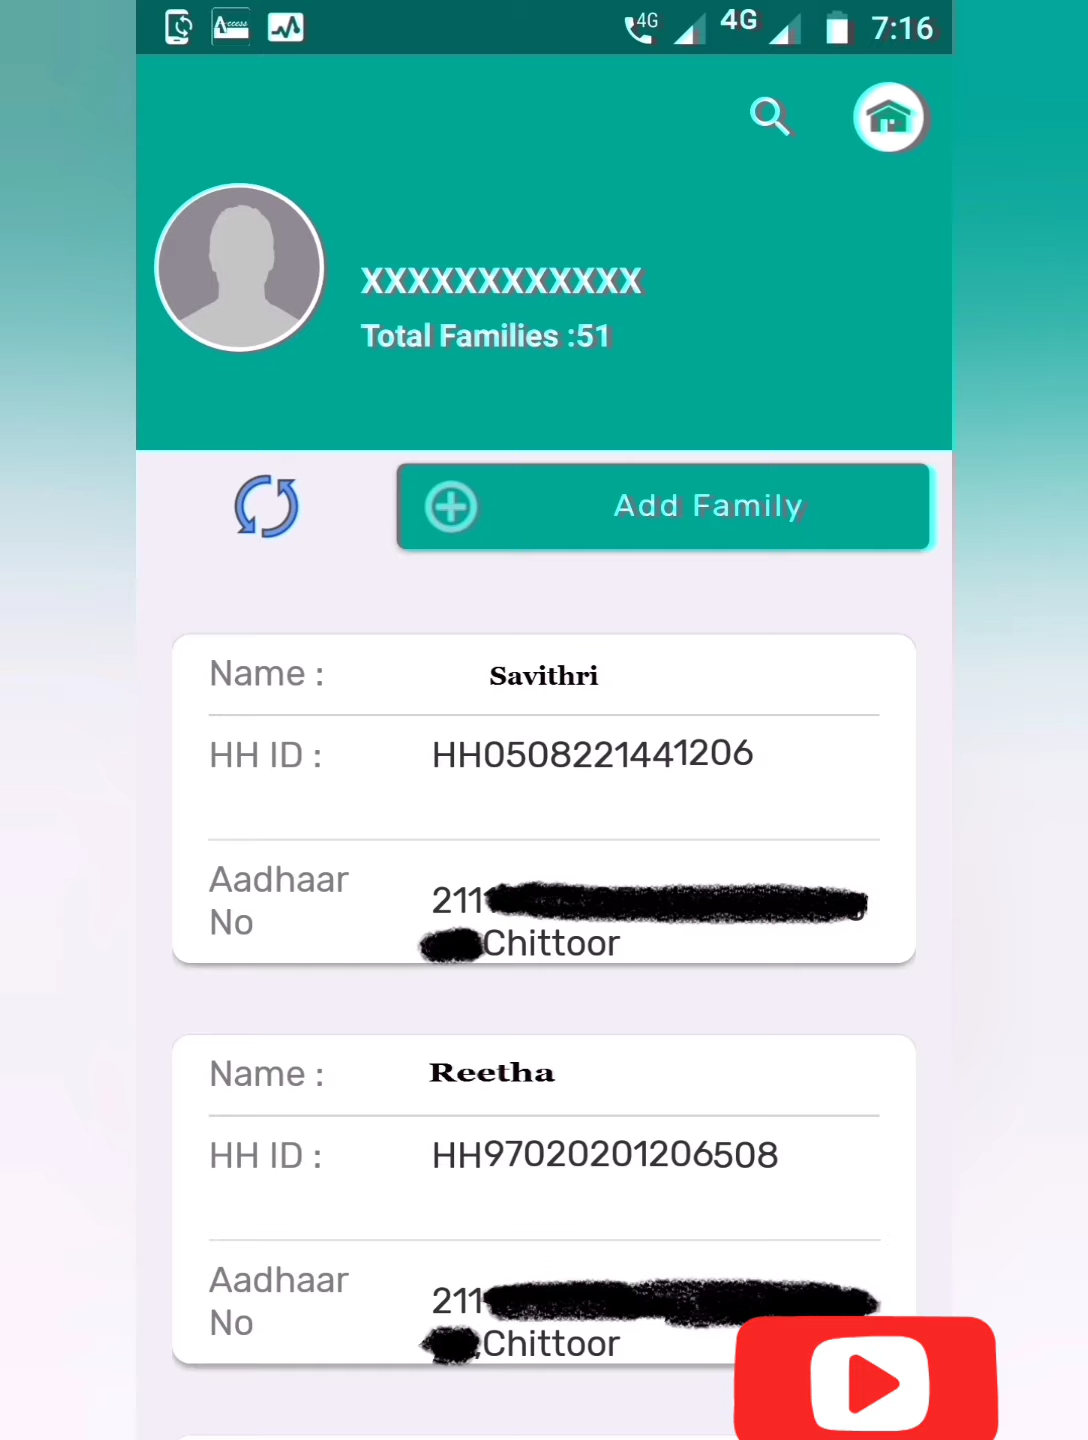 Access
4G 4G 7:16
XXXXXXXXXXXX
Total Families :51
Add Family
Name : Savithri
HH ID : HH0508221441206
Aadhaar No 211
Chittoor
Name : Reetha
HH ID : HH97020201206508
Aadhaar No 211
,Chittoor